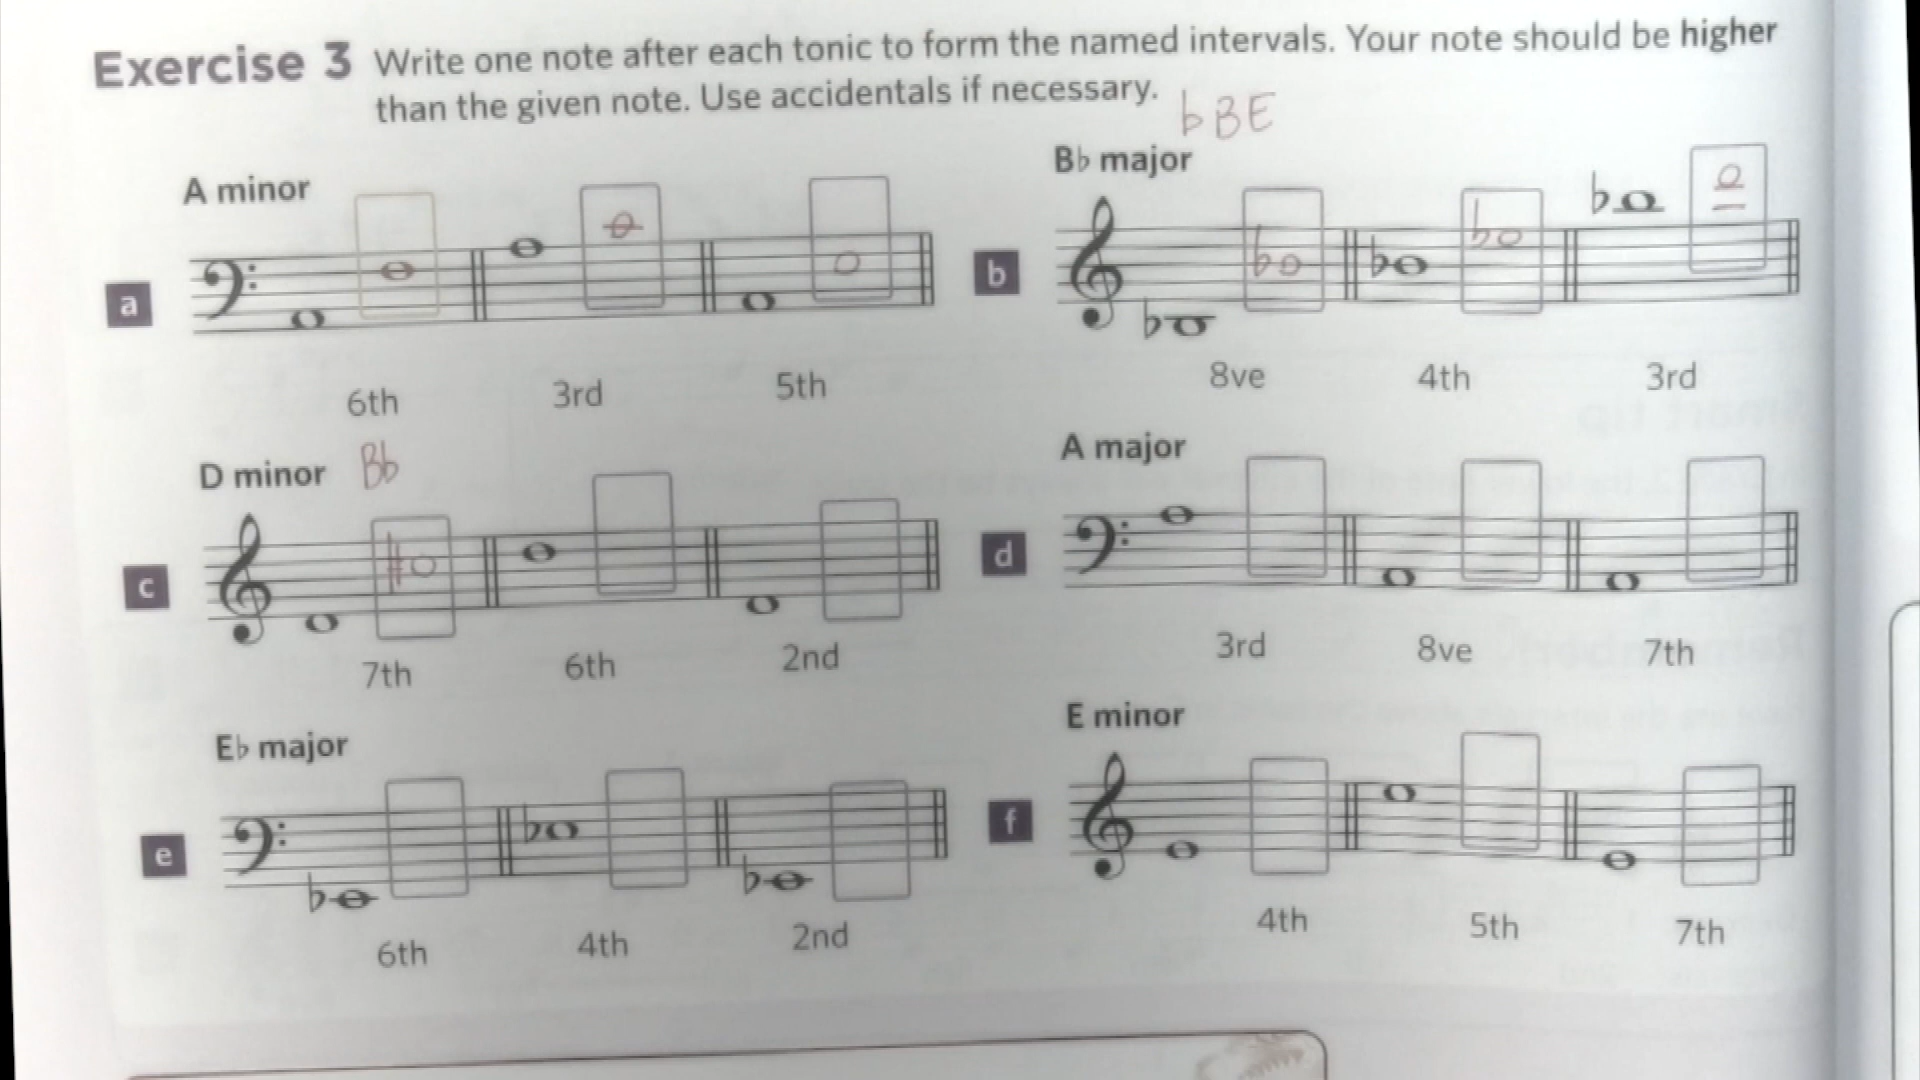 Exercise 3 Write one note after each tonic to form the named intervals. Your note should be higher
than the given note. Use accidentals if necessary.
♭BE
A minor
B♭ major
a
b
6th 3rd 5th
8ve 4th 3rd
D minor B♭
A major
c
d
7th 6th 2nd
3rd 8ve 7th
E♭ major
E minor
e
f
6th 4th 2nd
4th 5th 7th